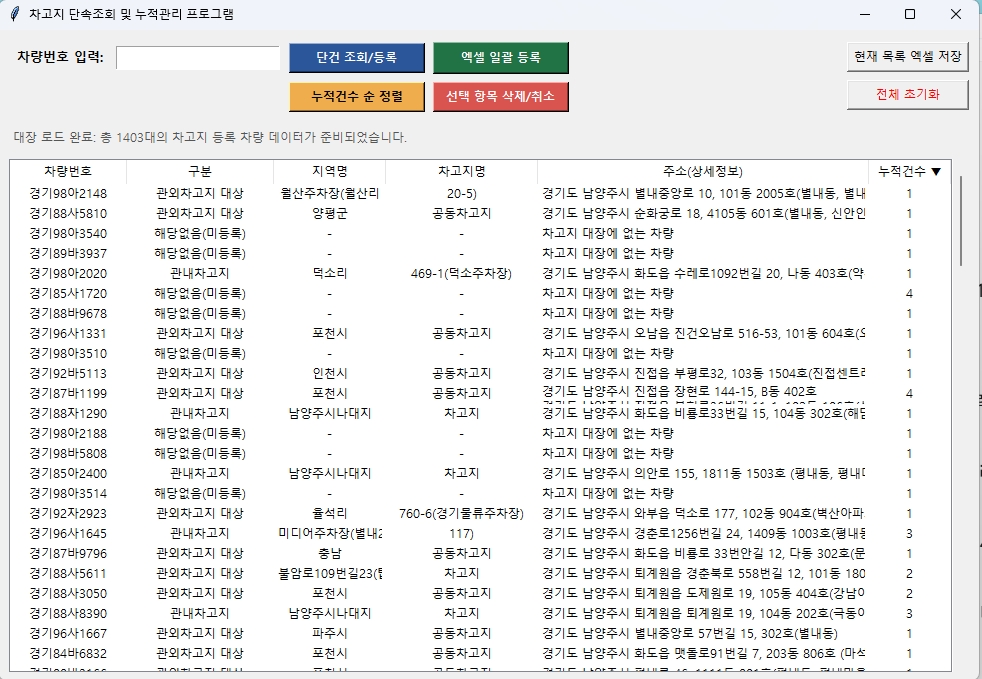 차고지 단속조회 및 누적관리 프로그램
차량번호 입력: 단건 조회/등록 엑셀 일괄 등록 현재 목록 엑셀 저장
누적건수 순 정렬 선택 항목 삭제/취소 전체 초기화
대장 로드 완료: 총 1403대의 차고지 등록 차량 데이터가 준비되었습니다.
차량번호 구분 지역명 차고지명 주소(상세정보) 누적건수 ▼
경기98아2148 관외차고지 대상 월산주차장(월산리 20-5) 경기도 남양주시 별내중앙로 10, 101동 2005호(별내동, 별내 1
경기88사5810 관외차고지 대상 양평군 공동차고지 경기도 남양주시 순화궁로 18, 4105동 601호(별내동, 신안인 1
경기98아3540 해당없음(미등록) - - 차고지 대장에 없는 차량 1
경기89바3937 해당없음(미등록) - - 차고지 대장에 없는 차량 1
경기98아2020 관내차고지 덕소리 469-1(덕소주차장) 경기도 남양주시 화도읍 수레로1092번길 20, 나동 403호(약 1
경기85사1720 해당없음(미등록) - - 차고지 대장에 없는 차량 4
경기88바9678 해당없음(미등록) - - 차고지 대장에 없는 차량 1
경기96사1331 관외차고지 대상 포천시 공동차고지 경기도 남양주시 오남읍 진건오남로 516-53, 101동 604호(오 1
경기98아3510 해당없음(미등록) - - 차고지 대장에 없는 차량 1
경기92바5113 관외차고지 대상 인천시 공동차고지 경기도 남양주시 진접읍 부평로32, 103동 1504호(진접센트레 1
경기87바1199 관외차고지 대상 포천시 공동차고지 경기도 남양주시 진접읍 장현로 144-15, B동 402호 4
경기88자1290 관내차고지 남양주시나대지 차고지 경기도 남양주시 화도읍 비룡로33번길 15, 104동 302호(해 1
경기98아2188 해당없음(미등록) - - 차고지 대장에 없는 차량 1
경기98바5808 해당없음(미등록) - - 차고지 대장에 없는 차량 1
경기85아2400 관내차고지 남양주시나대지 차고지 경기도 남양주시 의안로 155, 1811동 1503호 (평내동, 평내 1
경기98아3514 해당없음(미등록) - - 차고지 대장에 없는 차량 1
경기92자2923 관외차고지 대상 율석리 760-6(경기물류주차장) 경기도 남양주시 와부읍 덕소로 177, 102동 904호(벽산아파 1
경기96사1645 관내차고지 미디어주차장(별내2 117) 경기도 남양주시 경춘로1256번길 24, 1409동 1003호(평내동 3
경기87바9796 관외차고지 대상 충남 공동차고지 경기도 남양주시 화도읍 비룡로 33번안길 12, 다동 302호(문 1
경기88사5611 관외차고지 대상 불암로109번길23( 차고지 경기도 남양주시 퇴계원읍 경춘북로 558번길 12, 101동 180 2
경기88사3050 관외차고지 대상 포천시 공동차고지 경기도 남양주시 퇴계원읍 도제원로 19, 105동 404호(강남 2
경기88사8390 관내차고지 남양주시나대지 차고지 경기도 남양주시 퇴계원읍 퇴계원로 19, 104동 202호(극동 3
경기96사1667 관외차고지 대상 파주시 공동차고지 경기도 남양주시 별내중앙로 57번길 15, 302호(별내동) 1
경기84바6832 관외차고지 대상 포천시 공동차고지 경기도 남양주시 화도읍 맷돌로91번길 7, 203동 806호 (마석 1